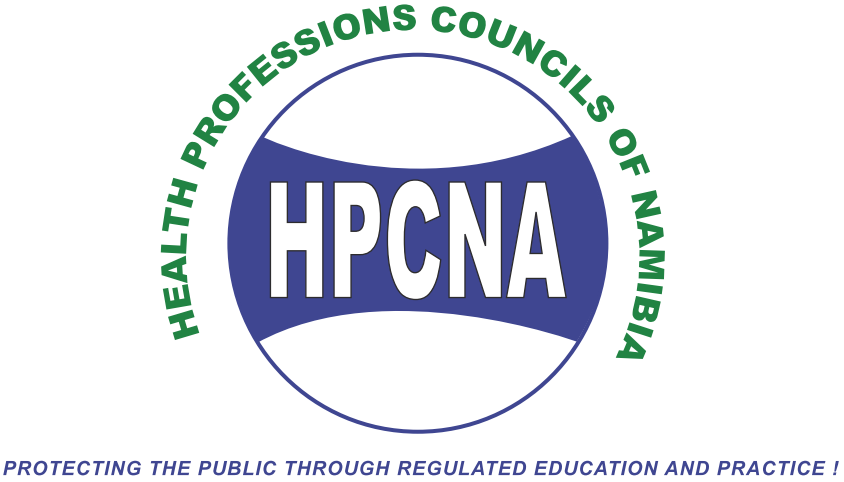 HEALTH PROFESSIONS COUNCILS OF NAMIBIA
HPCNA
PROTECTING THE PUBLIC THROUGH REGULATED EDUCATION AND PRACTICE !